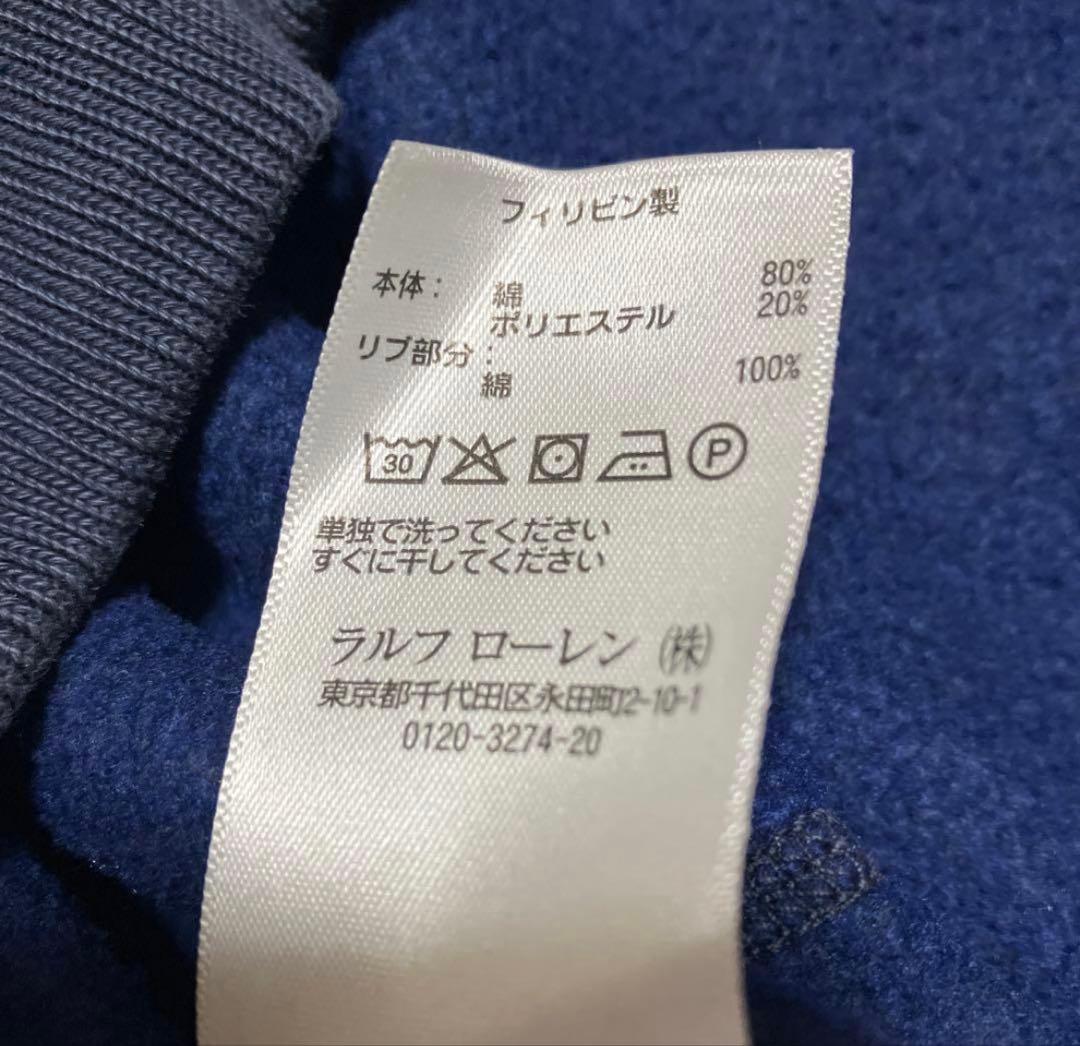 フィリピン製
本体： 綿 80%
ポリエステル 20%
リブ部分：
綿 100%
30 P
単独で洗ってください
すぐに干してください
ラルフ ローレン ㈱
東京都千代田区永田町2-10-1
0120-3274-20